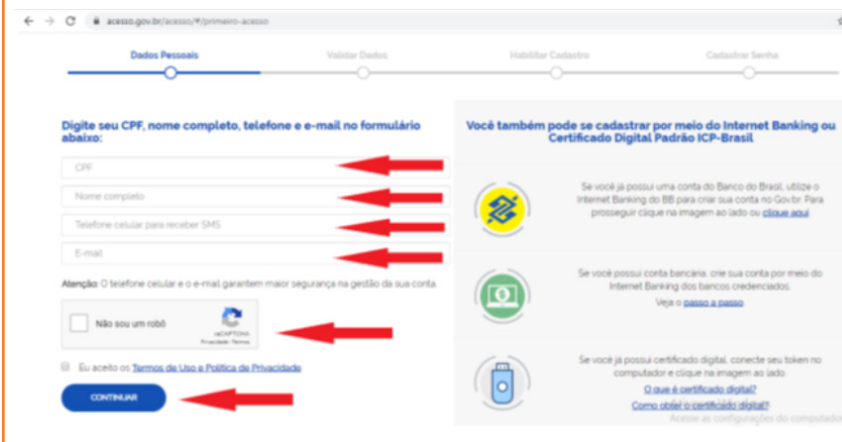 acesso.gov.br/acesso/#/primeiro-acesso
Dados Pessoais
Validar Dados
Habilitar Cadastro
Cadastrar Senha
Digite seu CPF, nome completo, telefone e e-mail no formulário
abaixo:
CPF
Nome completo
Telefone celular para receber SMS
E-mail
Atenção: O telefone celular e o e-mail garantem maior segurança na gestão da sua conta.
Não sou um robô
reCAPTCHA
Privacidade - Termos
Eu aceito os Termos de Uso e Política de Privacidade
CONTINUAR
Você também pode se cadastrar por meio do Internet Banking ou
Certificado Digital Padrão ICP-Brasil
Se você já possui uma conta do Banco do Brasil, utilize o
Internet Banking do BB para criar sua conta no Gov.br. Para
prosseguir clique na imagem ao lado ou clique aqui
Se você possui conta bancária, crie sua conta por meio do
Internet Banking dos bancos credenciados.
Veja o passo a passo.
Se você já possui certificado digital, conecte seu token no
computador e clique na imagem ao lado.
O que é certificado digital?
Como obter o certificado digital?
Acesse as configurações do computador